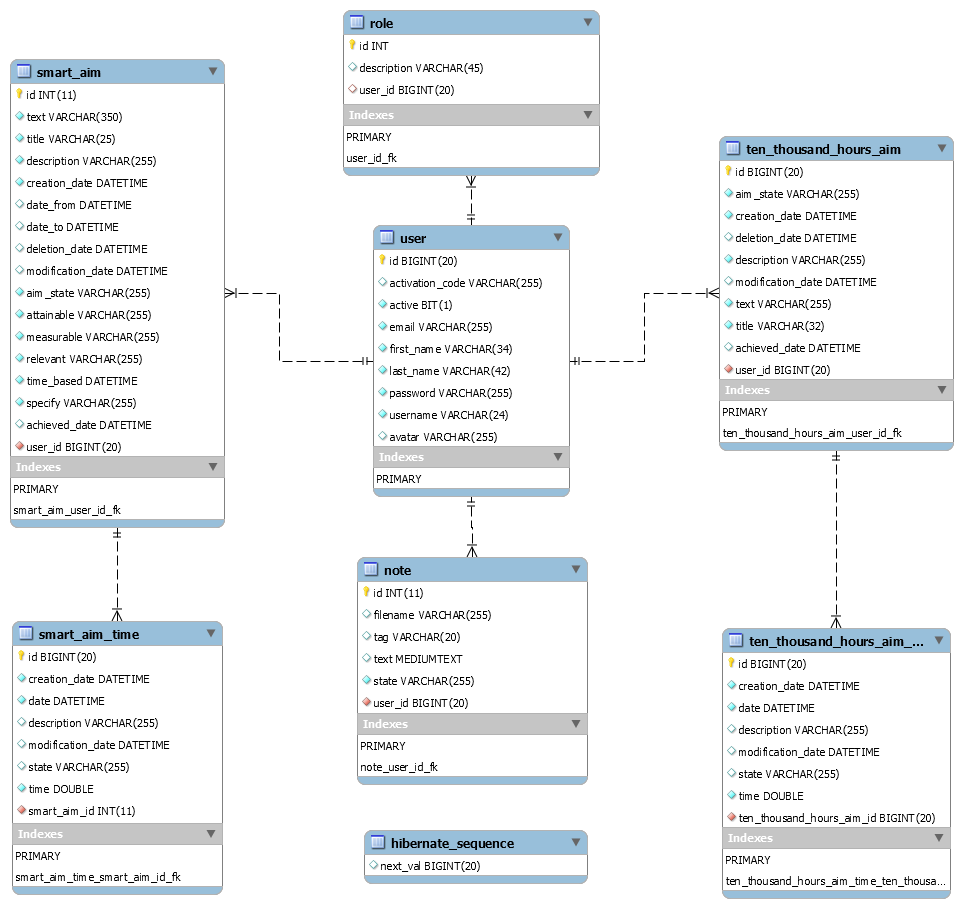 role
id INT
description VARCHAR(45)
user_id BIGINT(20)
Indexes
PRIMARY
user_id_fk
smart_aim
id INT(11)
text VARCHAR(350)
title VARCHAR(25)
description VARCHAR(255)
creation_date DATETIME
date_from DATETIME
date_to DATETIME
deletion_date DATETIME
modification_date DATETIME
aim_state VARCHAR(255)
attainable VARCHAR(255)
measurable VARCHAR(255)
relevant VARCHAR(255)
time_based DATETIME
specify VARCHAR(255)
achieved_date DATETIME
user_id BIGINT(20)
Indexes
PRIMARY
smart_aim_user_id_fk
user
id BIGINT(20)
activation_code VARCHAR(255)
active BIT(1)
email VARCHAR(255)
first_name VARCHAR(34)
last_name VARCHAR(42)
password VARCHAR(255)
username VARCHAR(24)
avatar VARCHAR(255)
Indexes
PRIMARY
ten_thousand_hours_aim
id BIGINT(20)
aim_state VARCHAR(255)
creation_date DATETIME
deletion_date DATETIME
description VARCHAR(255)
modification_date DATETIME
text VARCHAR(255)
title VARCHAR(32)
achieved_date DATETIME
user_id BIGINT(20)
Indexes
PRIMARY
ten_thousand_hours_aim_user_id_fk
smart_aim_time
id BIGINT(20)
creation_date DATETIME
date DATETIME
description VARCHAR(255)
modification_date DATETIME
state VARCHAR(255)
time DOUBLE
smart_aim_id INT(11)
Indexes
PRIMARY
smart_aim_time_smart_aim_id_fk
note
id INT(11)
filename VARCHAR(255)
tag VARCHAR(20)
text MEDIUMTEXT
state VARCHAR(255)
user_id BIGINT(20)
Indexes
PRIMARY
note_user_id_fk
hibernate_sequence
next_val BIGINT(20)
ten_thousand_hours_aim_...
id BIGINT(20)
creation_date DATETIME
date DATETIME
description VARCHAR(255)
modification_date DATETIME
state VARCHAR(255)
time DOUBLE
ten_thousand_hours_aim_id BIGINT(20)
Indexes
PRIMARY
ten_thousand_hours_aim_time_ten_thousa...